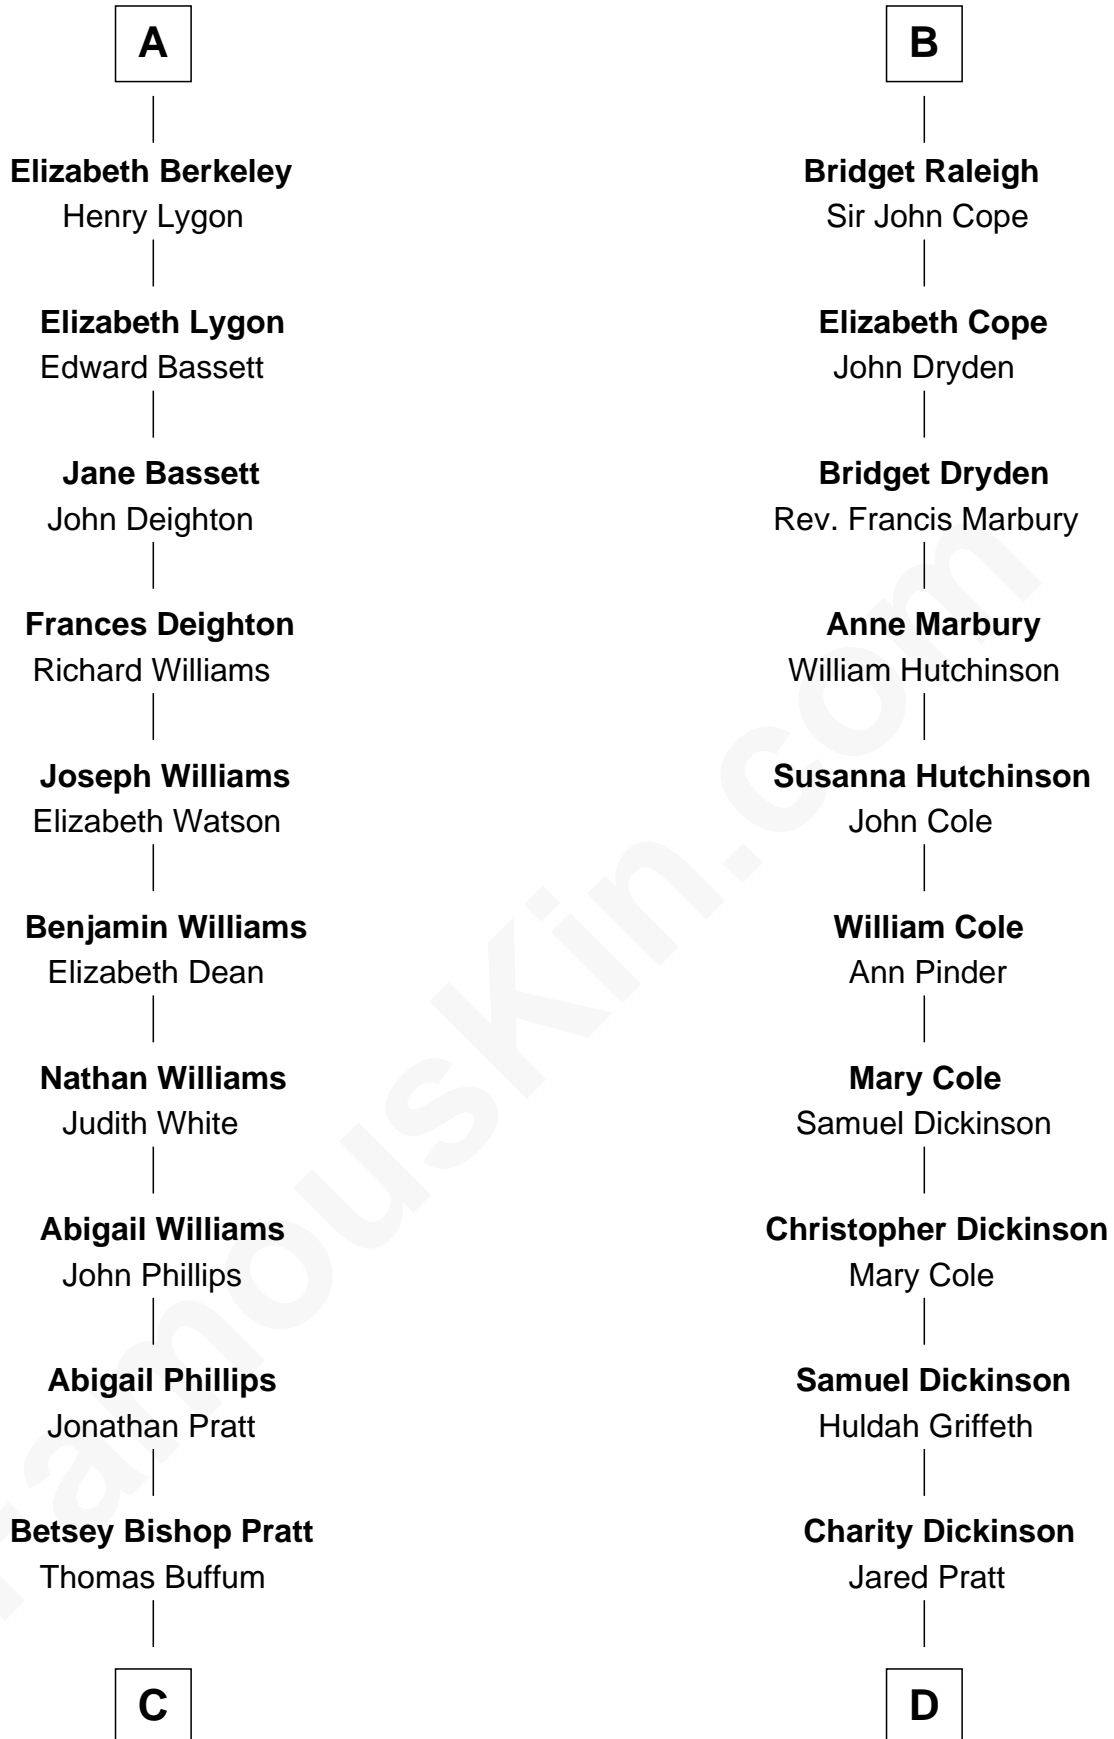 A
Elizabeth Berkeley
Henry Lygon
Elizabeth Lygon
Edward Bassett
Jane Bassett
John Deighton
Frances Deighton
Richard Williams
Joseph Williams
Elizabeth Watson
Benjamin Williams
Elizabeth Dean
Nathan Williams
Judith White
Abigail Williams
John Phillips
Abigail Phillips
Jonathan Pratt
Betsey Bishop Pratt
Thomas Buffum
C
B
Bridget Raleigh
Sir John Cope
Elizabeth Cope
John Dryden
Bridget Dryden
Rev. Francis Marbury
Anne Marbury
William Hutchinson
Susanna Hutchinson
John Cole
William Cole
Ann Pinder
Mary Cole
Samuel Dickinson
Christopher Dickinson
Mary Cole
Samuel Dickinson
Huldah Griffeth
Charity Dickinson
Jared Pratt
D
FamousKin.com